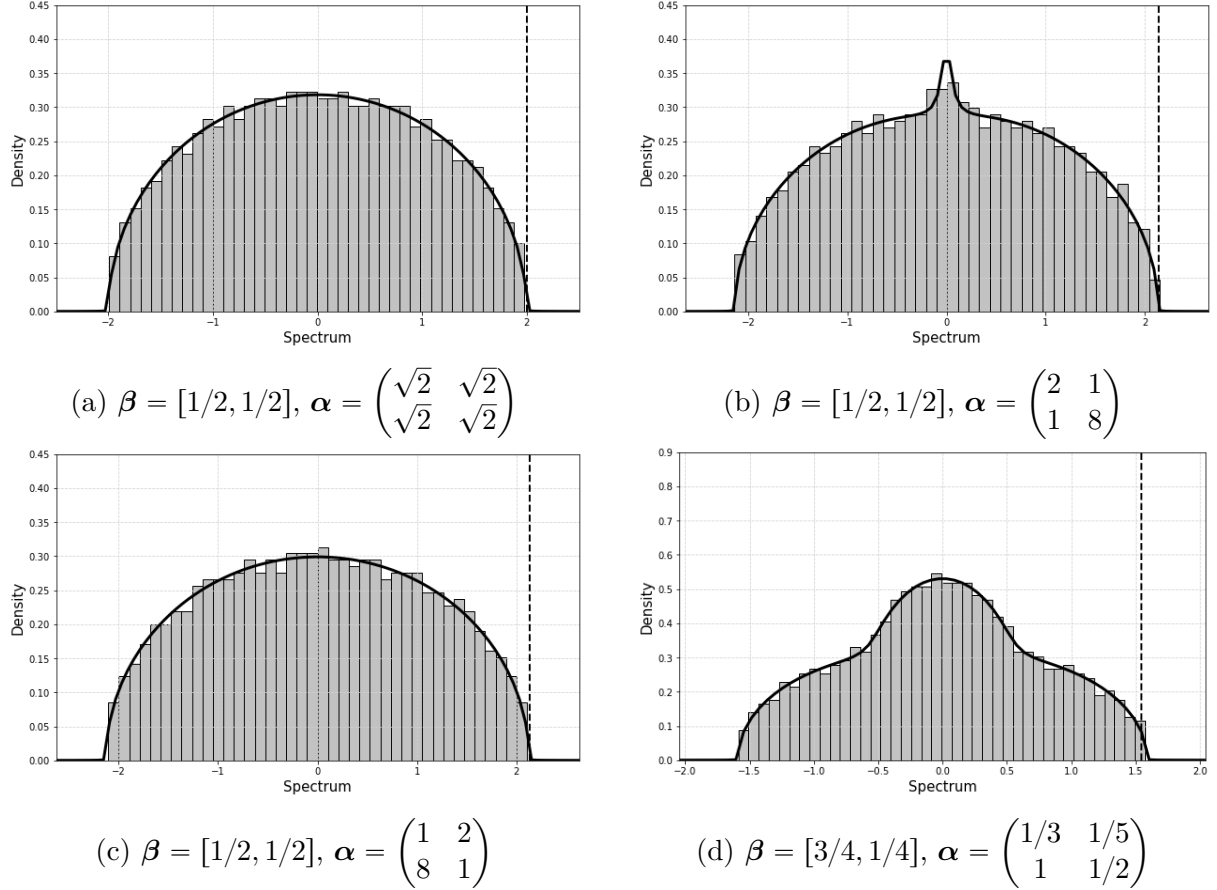 0.45
0.40
0.35
0.30
0.25
0.20
0.15
0.10
0.05
0.00
Density
−2 −1 0 1 2
Spectrum
0.45
0.40
0.35
0.30
0.25
0.20
0.15
0.10
0.05
0.00
Density
−2 −1 0 1 2
Spectrum
(a) β = [1/2, 1/2], α = (√2 √2
√2 √2)
(b) β = [1/2, 1/2], α = (2 1
1 8)
0.45
0.40
0.35
0.30
0.25
0.20
0.15
0.10
0.05
0.00
Density
−2 −1 0 1 2
Spectrum
0.9
0.8
0.7
0.6
0.5
0.4
0.3
0.2
0.1
0.0
Density
−2.0 −1.5 −1.0 −0.5 0.0 0.5 1.0 1.5 2.0
Spectrum
(c) β = [1/2, 1/2], α = (1 2
8 1)
(d) β = [3/4, 1/4], α = (1/3 1/5
1 1/2)